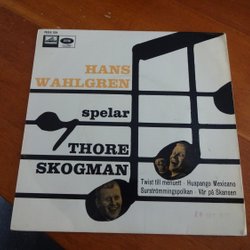 HANS
WAHLGREN
spelar
THORE
SKOGMAN
Twist till menuett · Huapango Mexicano
Surströmmingspolkan · Vår på Skansen